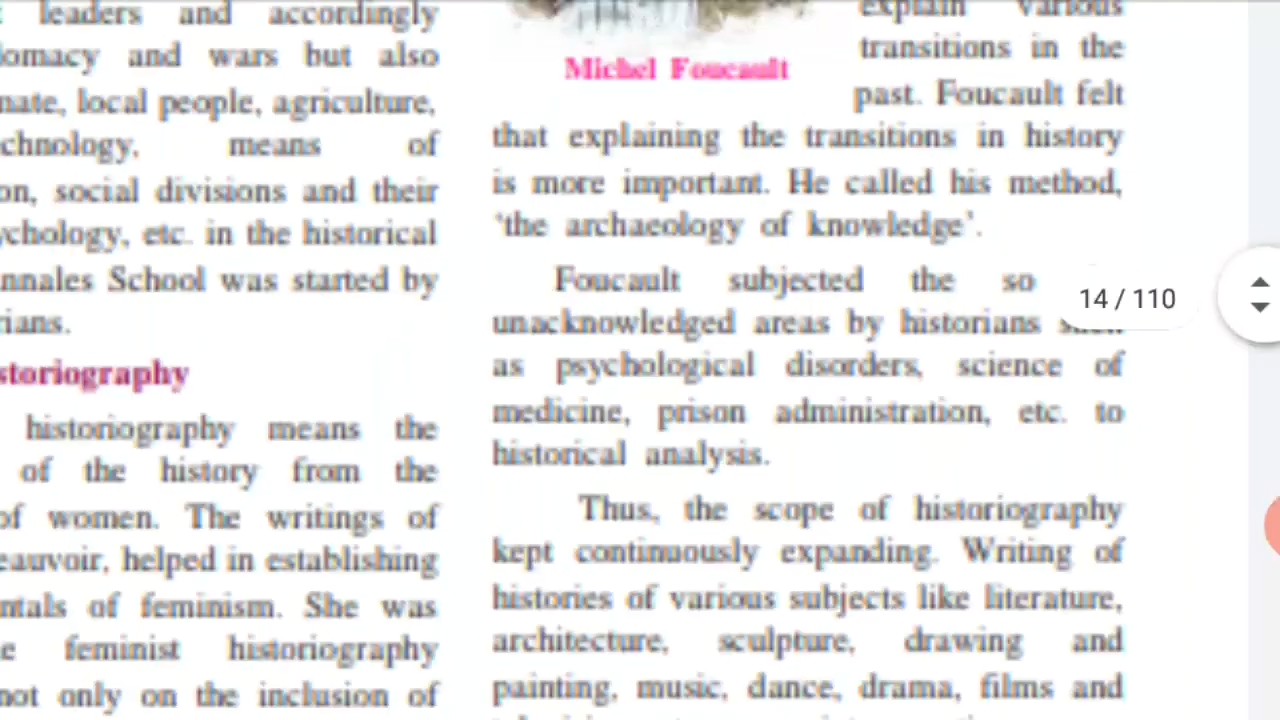 leaders and accordingly
lomacy and wars but also
nate, local people, agriculture,
chnology, means of
on, social divisions and their
ychology, etc. in the historical
nnales School was started by
rians.
storiography
historiography means the
of the history from the
of women. The writings of
eauvoir, helped in establishing
ntals of feminism. She was
e feminist historiography
not only on the inclusion of
explain various
Michel Foucault
transitions in the
past. Foucault felt
that explaining the transitions in history
is more important. He called his method,
‘the archaeology of knowledge’.
Foucault subjected the so
unacknowledged areas by historians
as psychological disorders, science of
medicine, prison administration, etc. to
historical analysis.
Thus, the scope of historiography
kept continuously expanding. Writing of
histories of various subjects like literature,
architecture, sculpture, drawing and
painting, music, dance, drama, films and
14 / 110